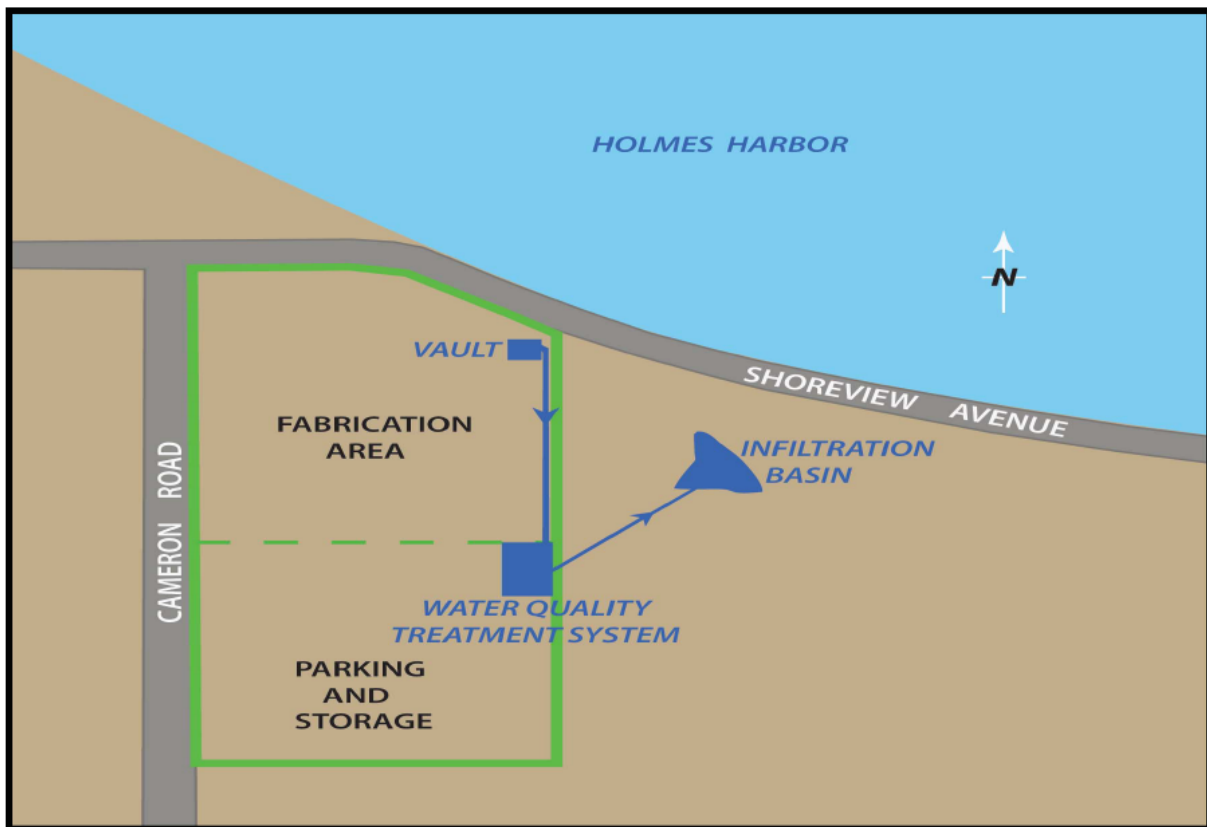 HOLMES HARBOR
N
VAULT
SHOREVIEW AVENUE
FABRICATION
AREA
INFILTRATION
BASIN
CAMERON ROAD
WATER QUALITY
TREATMENT SYSTEM
PARKING
AND
STORAGE